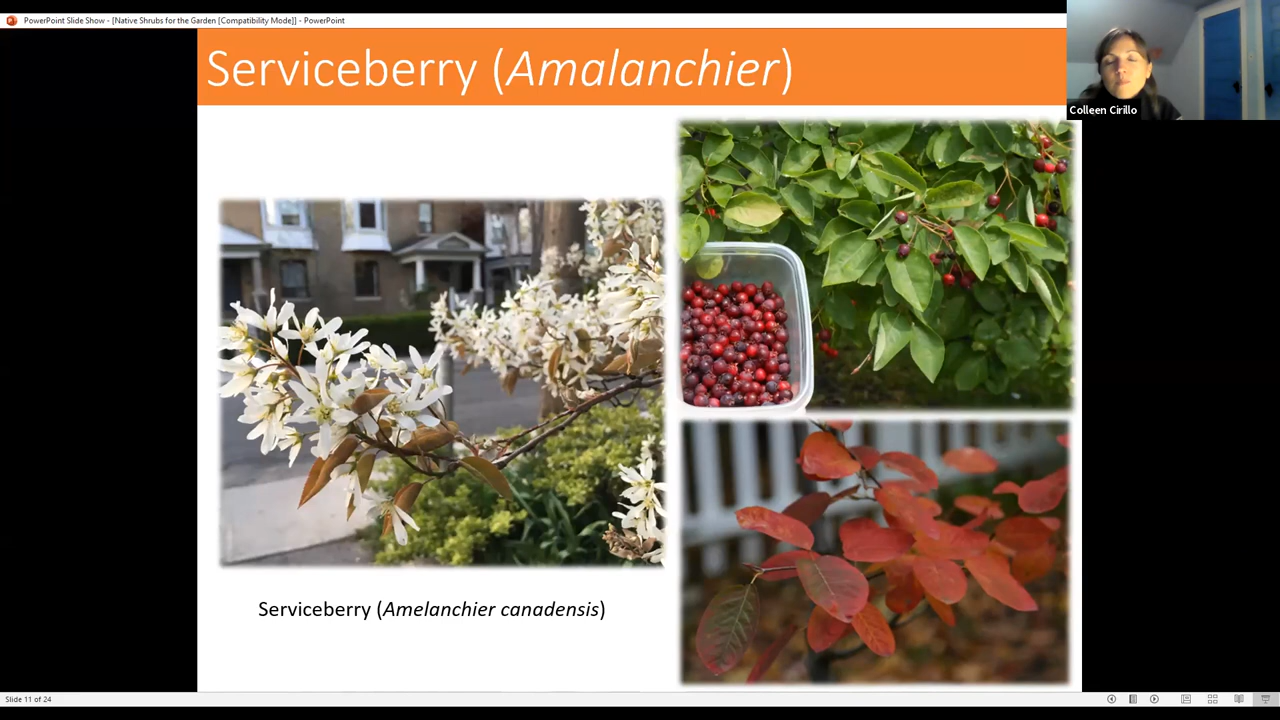 PowerPoint Slide Show - [Native Shrubs for the Garden [Compatibility Mode]] - PowerPoint
Serviceberry (Amalanchier)
Colleen Cirillo
Serviceberry (Amelanchier canadensis)
Slide 11 of 24